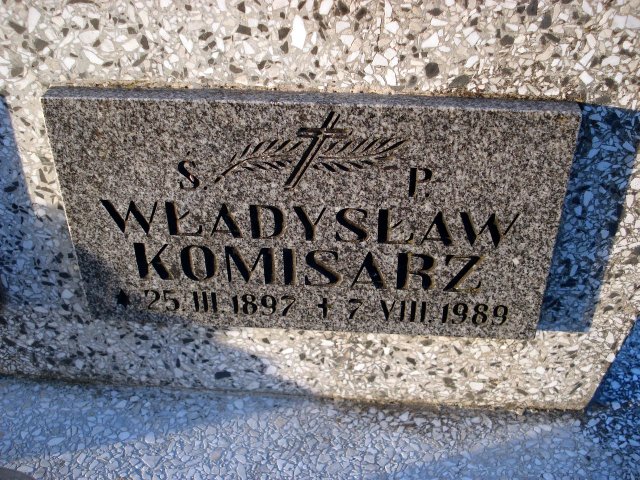 Ś. P.
WŁADYSŁAW
KOMISARZ
* 25.III.1897 ✝ 7.VIII.1989